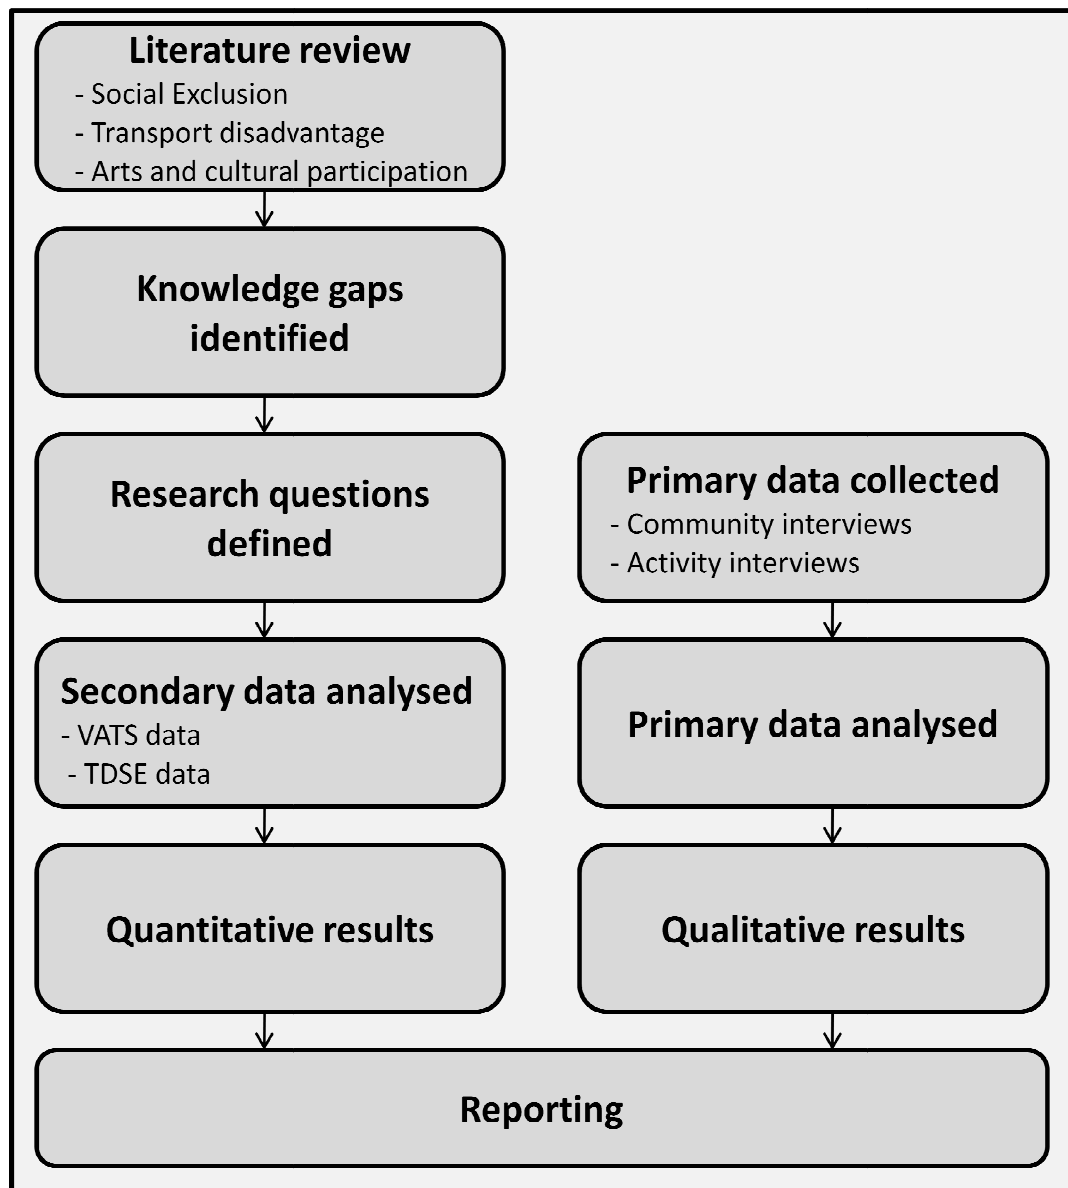 Literature review
- Social Exclusion
- Transport disadvantage
- Arts and cultural participation
Knowledge gaps
identified
Research questions
defined
Secondary data analysed
- VATS data
- TDSE data
Quantitative results
Primary data collected
- Community interviews
- Activity interviews
Primary data analysed
Qualitative results
Reporting